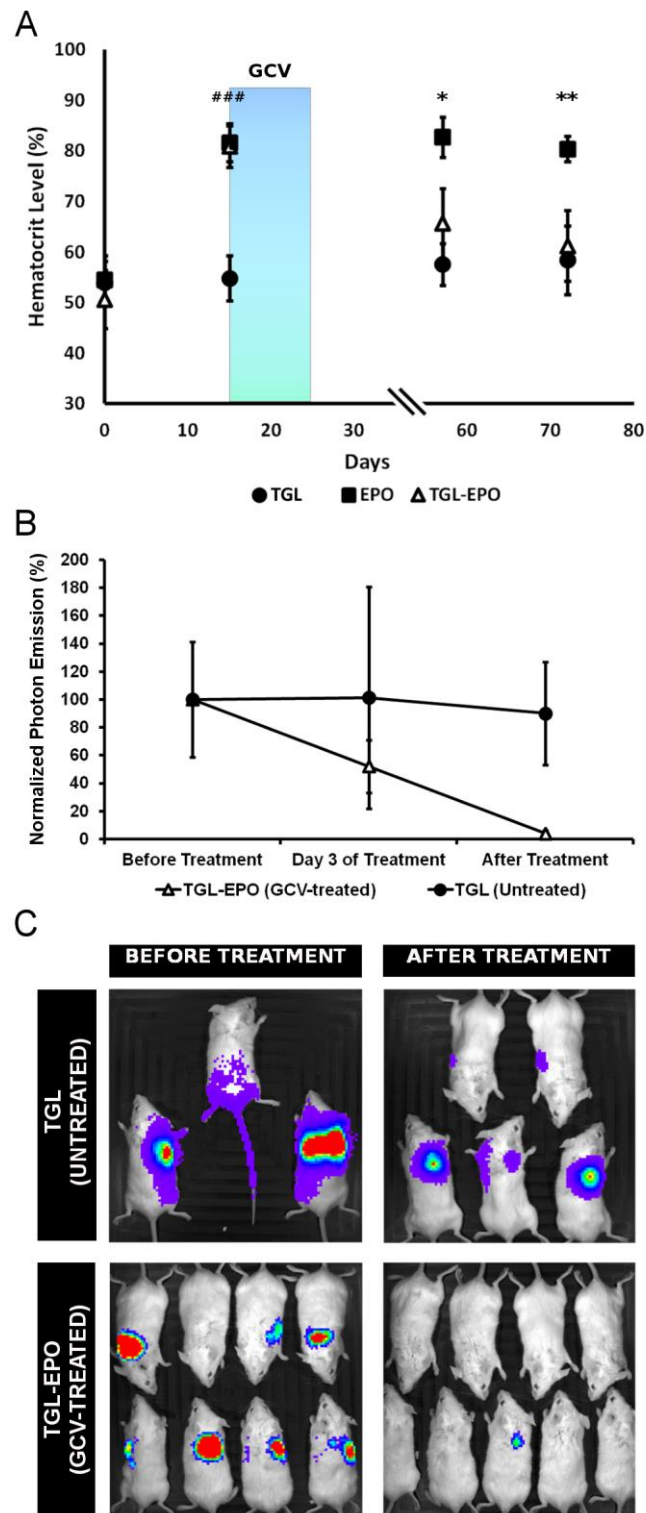 A
GCV
###
*
**
Hematocrit Level (%)
100
90
80
70
60
50
40
30
0
10
20
30
60
70
80
Days
TGL
EPO
TGL-EPO
B
Normalized Photon Emission (%)
200
180
160
140
120
100
80
60
40
20
0
Before Treatment
Day 3 of Treatment
After Treatment
TGL-EPO (GCV-treated)
TGL (Untreated)
C
BEFORE TREATMENT
AFTER TREATMENT
TGL
(UNTREATED)
TGL-EPO
(GCV-TREATED)